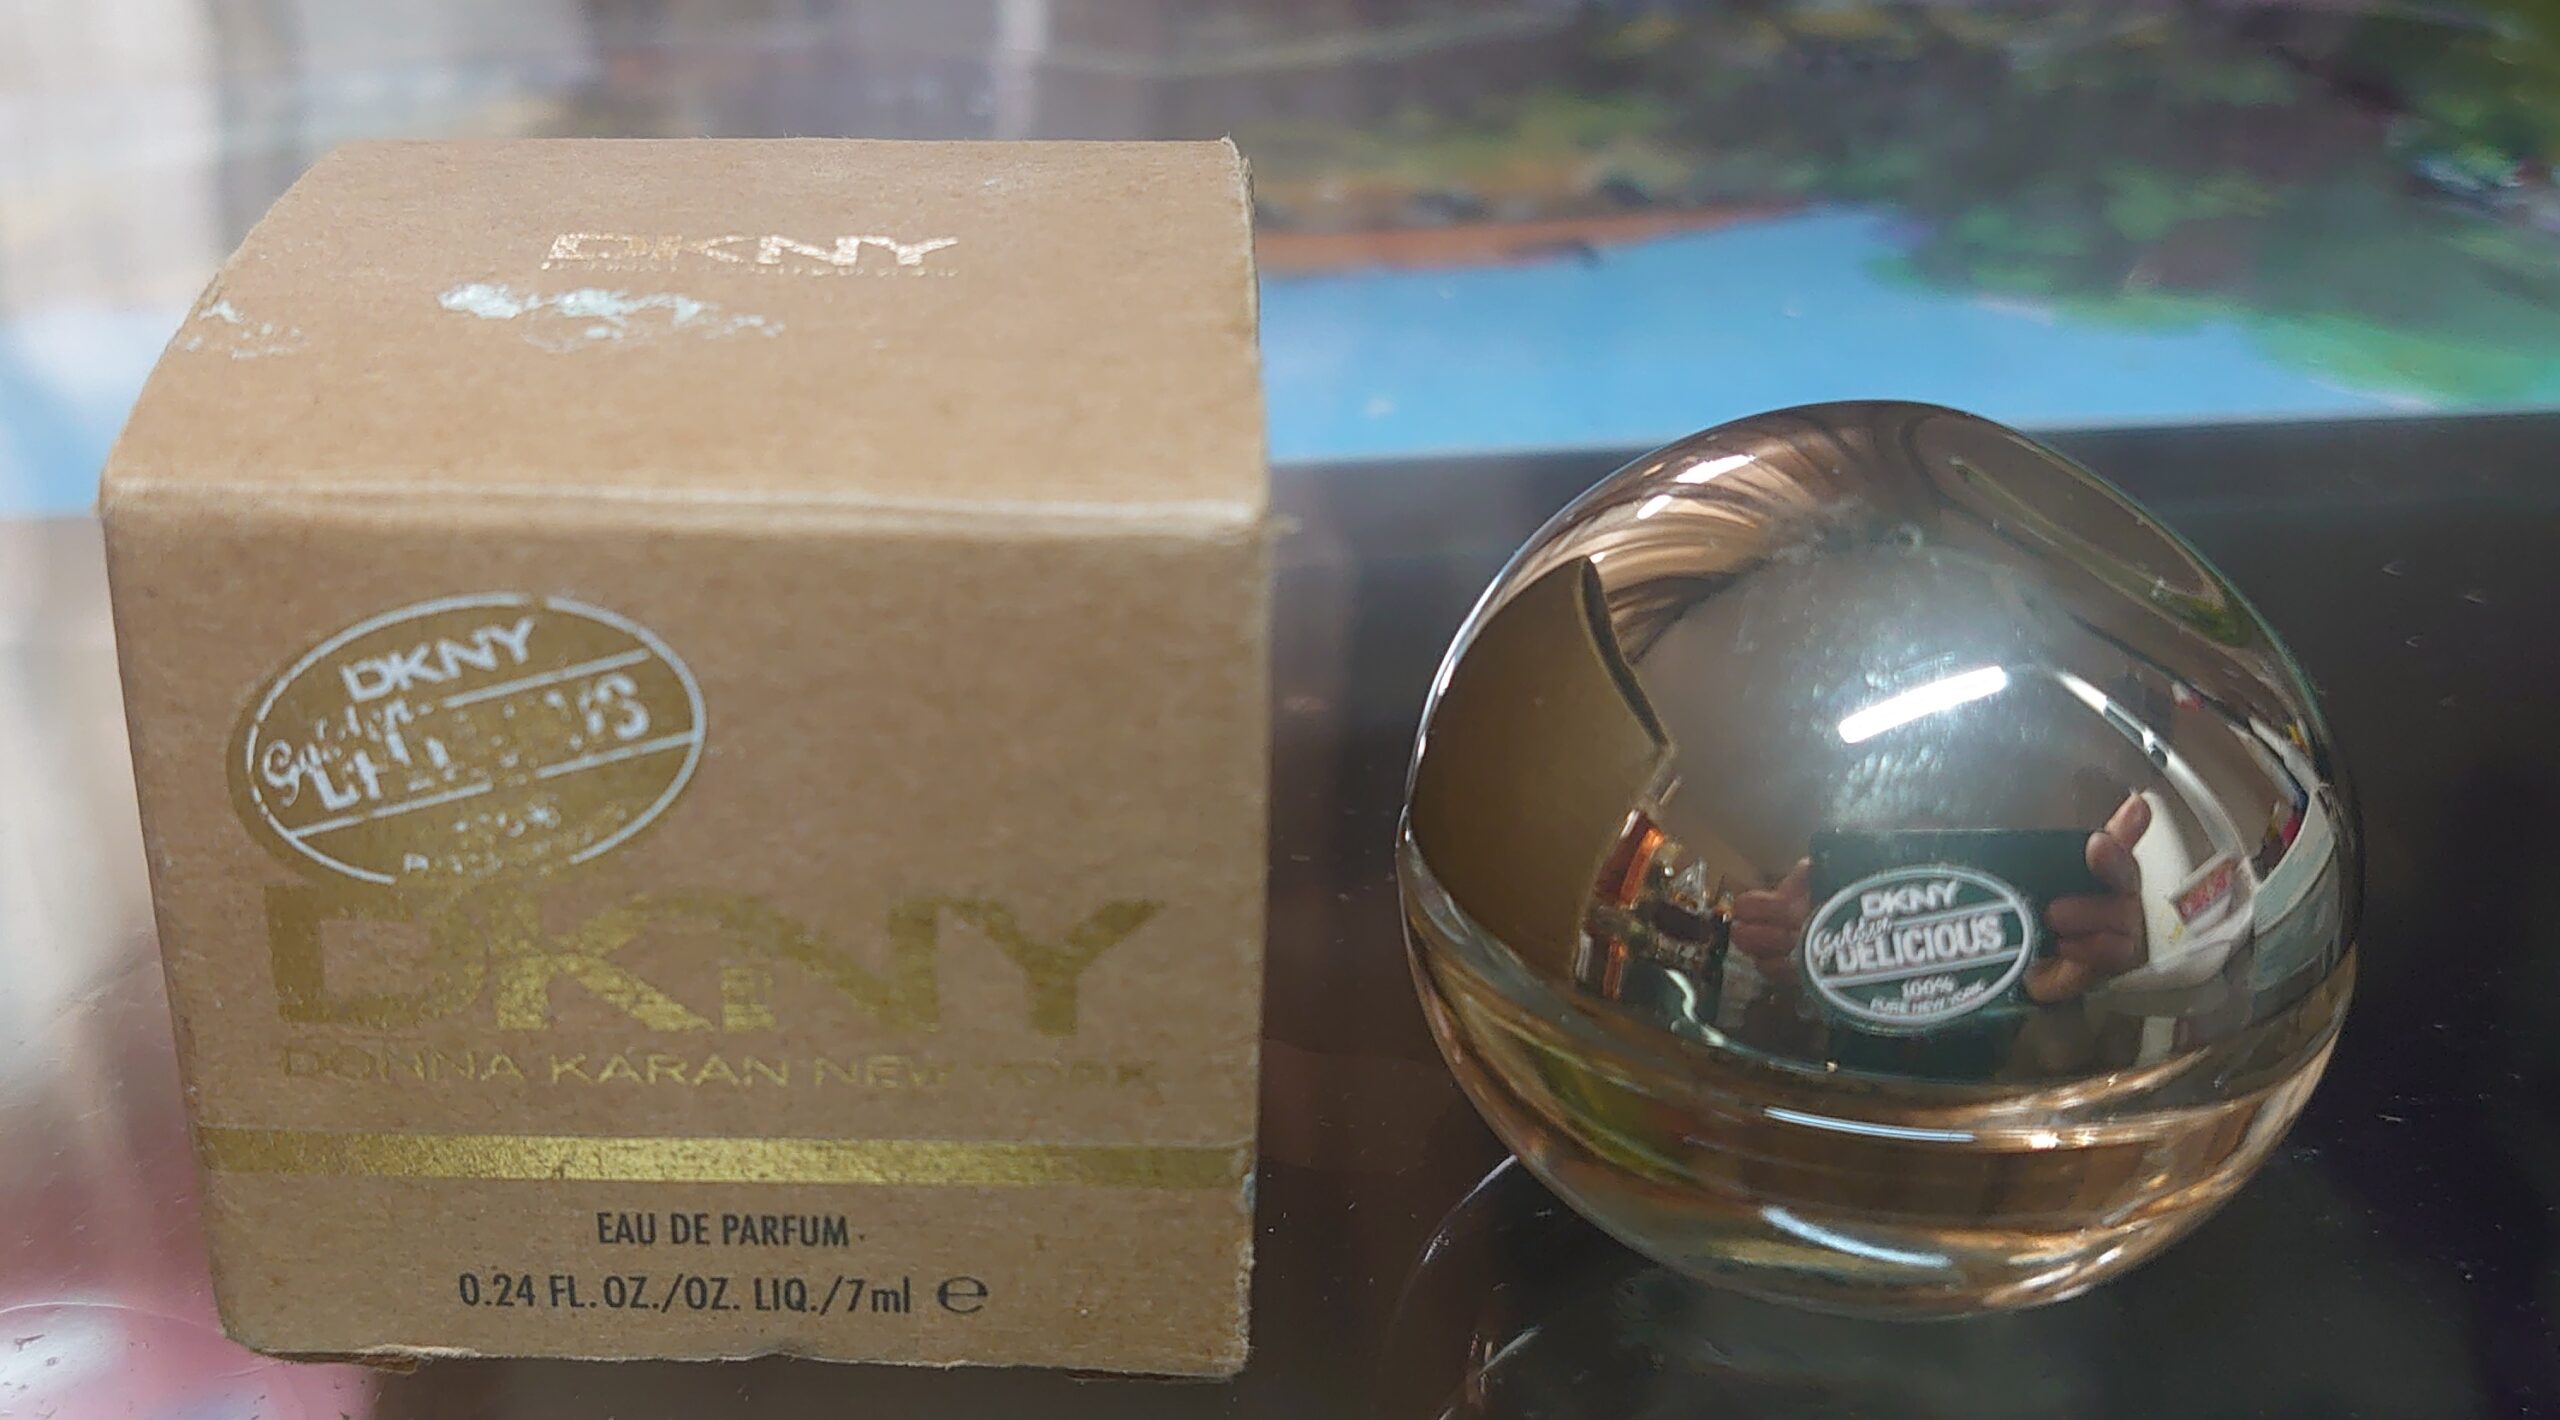 DKNY
DKNY
DKNY
DONNA KARAN NEW YORK
EAU DE PARFUM
0.24 FL. OZ./OZ. LIQ./7ml ℮
DKNY
Golden
DELICIOUS
100%
PURE NEW YORK